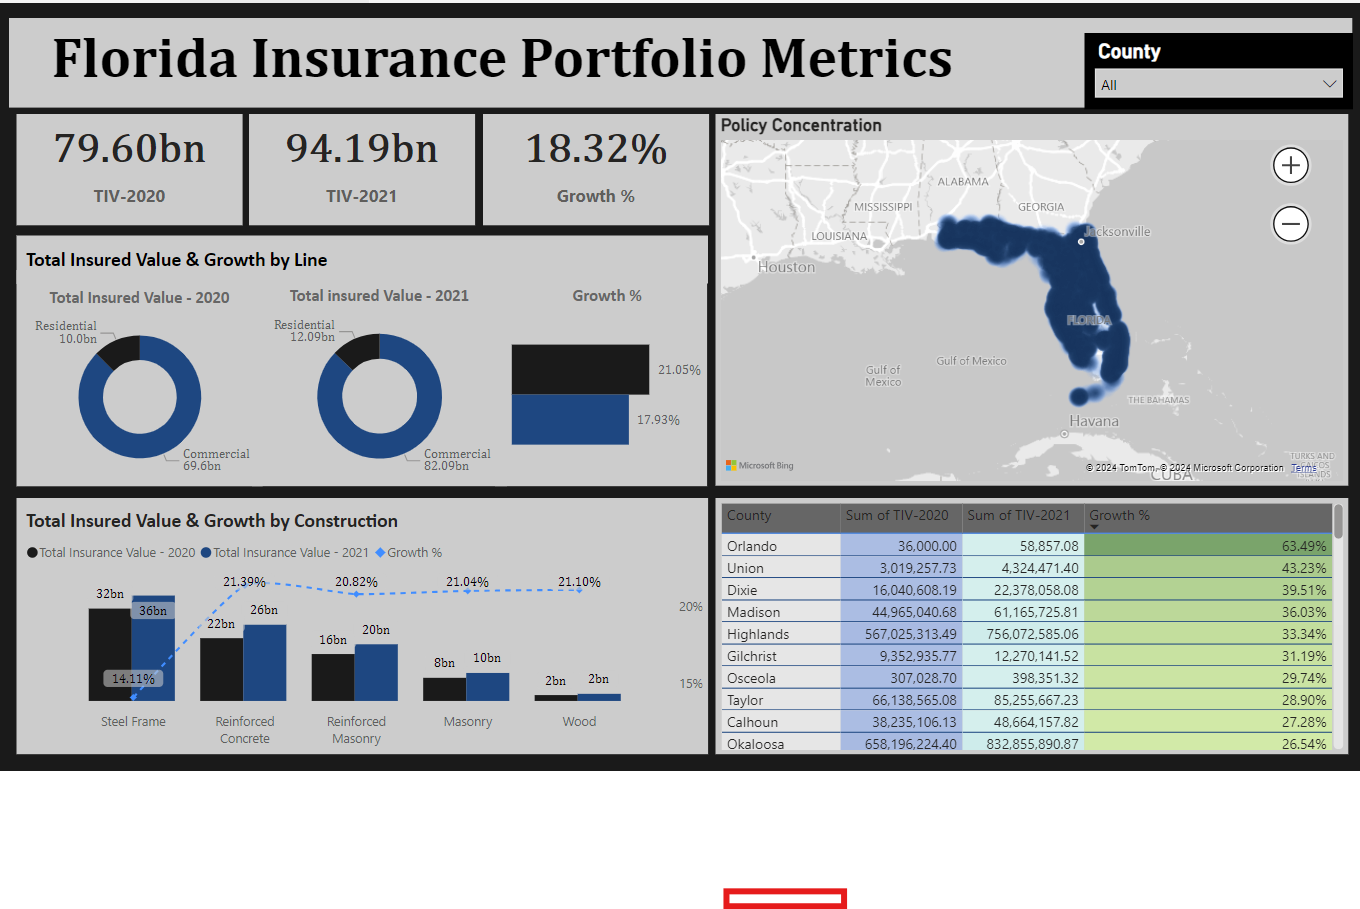 Florida Insurance Portfolio Metrics
County
All
79.60bn
TIV-2020
94.19bn
TIV-2021
18.32%
Growth %
Policy Concentration
ALABAMA
MISSISSIPPI
GEORGIA
LOUISIANA
Jacksonville
Houston
FLORIDA
Gulf of Mexico
Gulf of
Mexico
THE BAHAMAS
Havana
TURKS AND
CAICOS
ISLANDS
CUBA
Microsoft Bing
© 2024 TomTom, © 2024 Microsoft Corporation Terms
Total Insured Value & Growth by Line
Total Insured Value - 2020
Residential
10.0bn
Commercial
69.6bn
Total insured Value - 2021
Residential
12.09bn
Commercial
82.09bn
Growth %
21.05%
17.93%
Total Insured Value & Growth by Construction
Total Insurance Value - 2020 Total Insurance Value - 2021 Growth %
32bn
36bn
14.11%
21.39%
22bn
26bn
20.82%
16bn
20bn
21.04%
8bn
10bn
21.10%
2bn
2bn
20%
15%
Steel Frame
Reinforced
Concrete
Reinforced
Masonry
Masonry
Wood
County Sum of TIV-2020 Sum of TIV-2021 Growth %
Orlando 36,000.00 58,857.08 63.49%
Union 3,019,257.73 4,324,471.40 43.23%
Dixie 16,040,608.19 22,378,058.08 39.51%
Madison 44,965,040.68 61,165,725.81 36.03%
Highlands 567,025,313.49 756,072,585.06 33.34%
Gilchrist 9,352,935.77 12,270,141.52 31.19%
Osceola 307,028.70 398,351.32 29.74%
Taylor 66,138,565.08 85,255,667.23 28.90%
Calhoun 38,235,106.13 48,664,157.82 27.28%
Okaloosa 658,196,224.40 832,855,890.87 26.54%